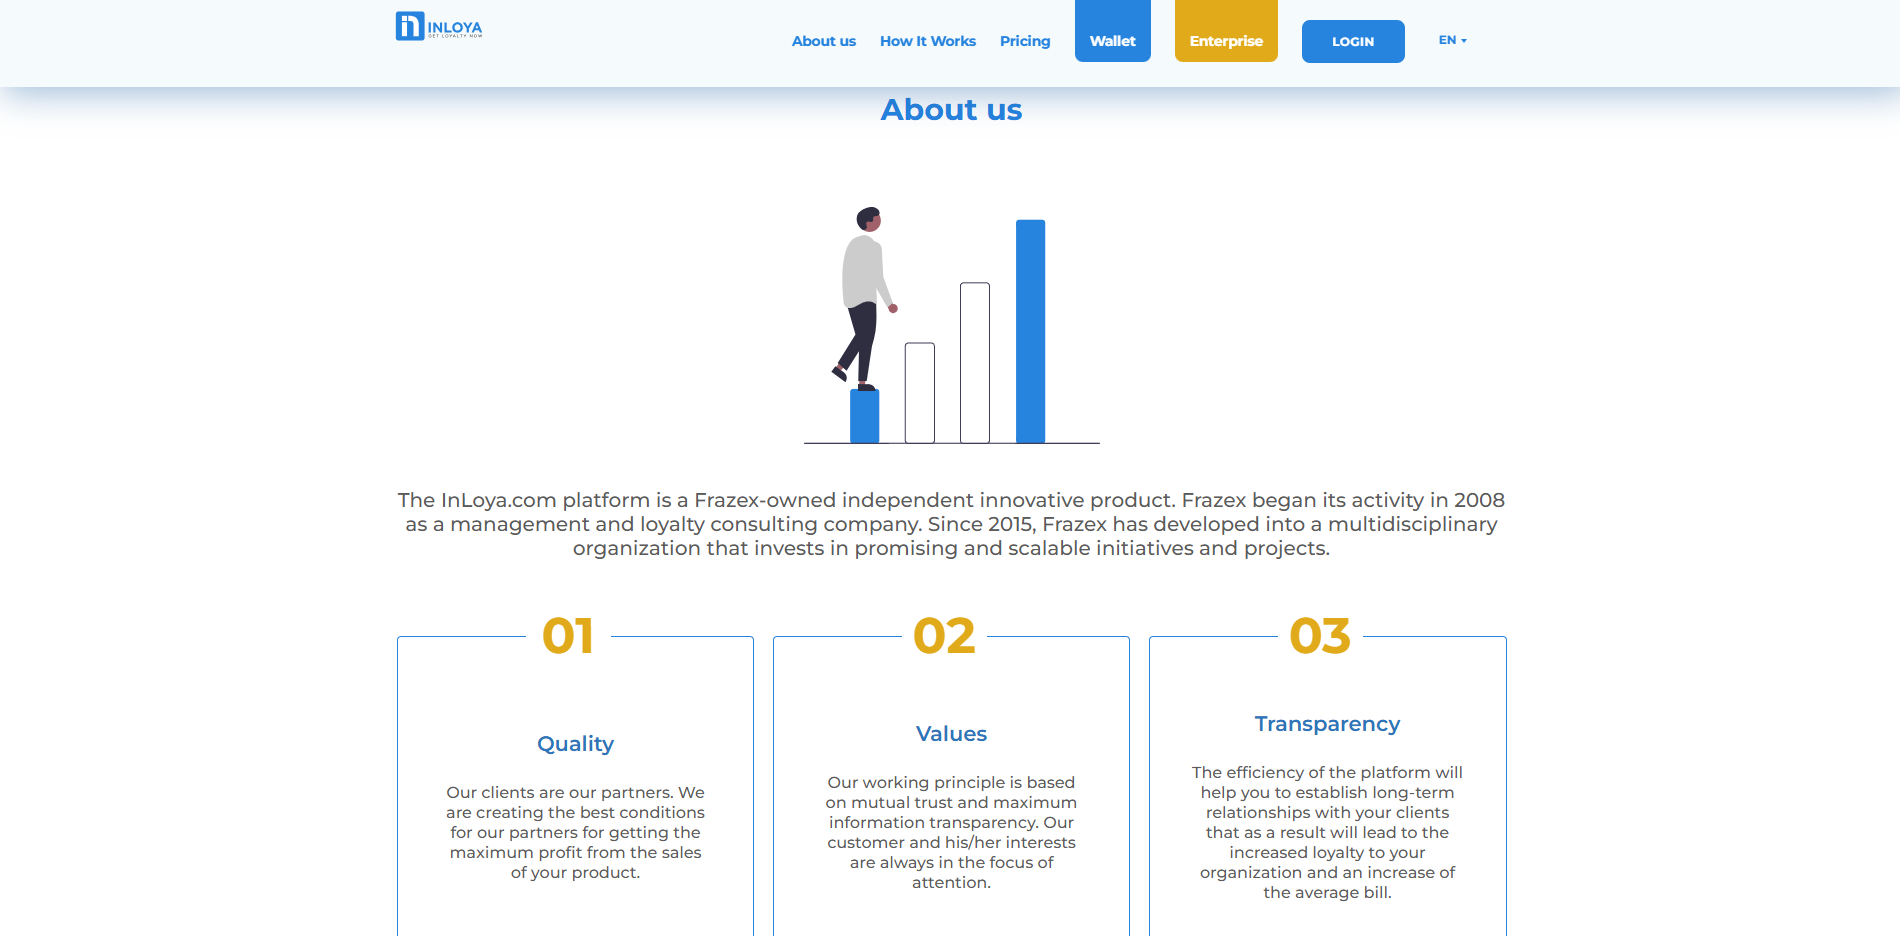 INLOYA
GET LOYALTY NOW
About us
How It Works
Pricing
Wallet
Enterprise
LOGIN
EN
About us
The InLoya.com platform is a Frazex-owned independent innovative product. Frazex began its activity in 2008
as a management and loyalty consulting company. Since 2015, Frazex has developed into a multidisciplinary
organization that invests in promising and scalable initiatives and projects.
01
Quality
Our clients are our partners. We
are creating the best conditions
for our partners for getting the
maximum profit from the sales
of your product.
02
Values
Our working principle is based
on mutual trust and maximum
information transparency. Our
customer and his/her interests
are always in the focus of
attention.
03
Transparency
The efficiency of the platform will
help you to establish long-term
relationships with your clients
that as a result will lead to the
increased loyalty to your
organization and an increase of
the average bill.